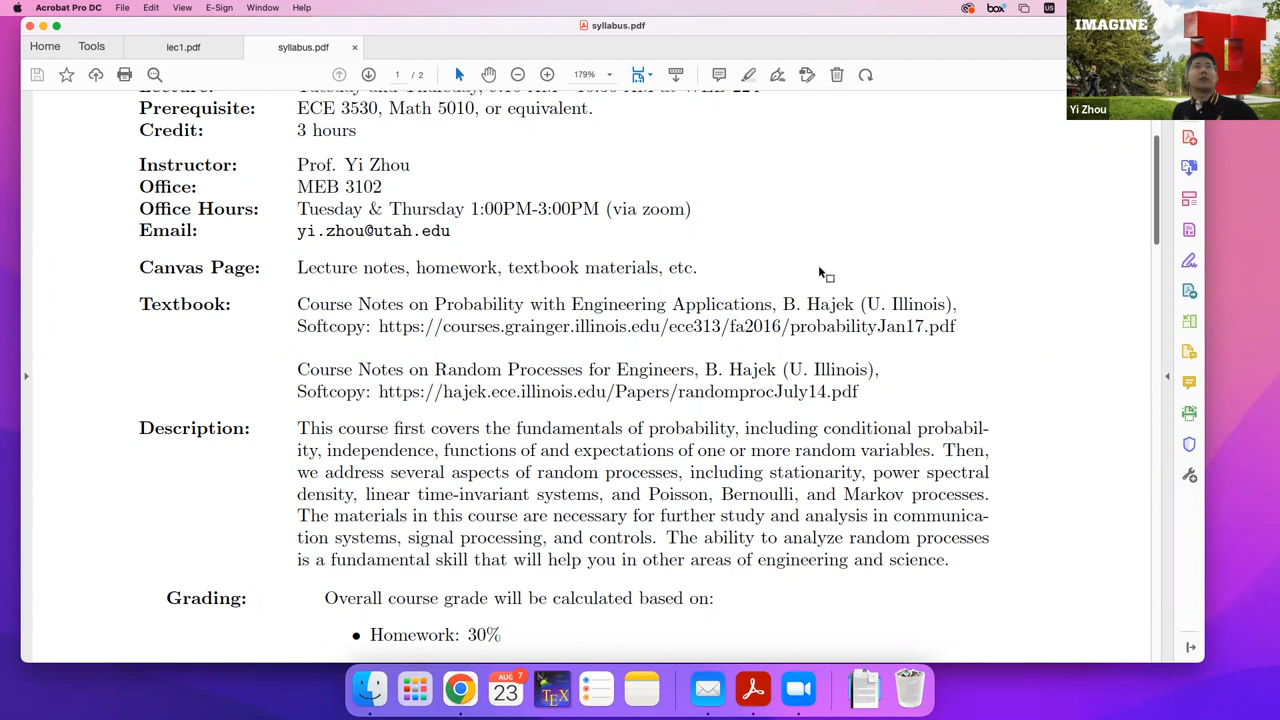 Acrobat Pro DC File Edit View E-Sign Window Help box US
syllabus.pdf
Home Tools lec1.pdf syllabus.pdf
1 / 2 179%
IMAGINE
U
Yi Zhou
Prerequisite: ECE 3530, Math 5010, or equivalent.
Credit: 3 hours
Instructor: Prof. Yi Zhou
Office: MEB 3102
Office Hours: Tuesday & Thursday 1:00PM-3:00PM (via zoom)
Email: yi.zhou@utah.edu
Canvas Page: Lecture notes, homework, textbook materials, etc.
Textbook: Course Notes on Probability with Engineering Applications, B. Hajek (U. Illinois),
Softcopy: https://courses.grainger.illinois.edu/ece313/fa2016/probabilityJan17.pdf
Course Notes on Random Processes for Engineers, B. Hajek (U. Illinois),
Softcopy: https://hajek.ece.illinois.edu/Papers/randomprocJuly14.pdf
Description: This course first covers the fundamentals of probability, including conditional probabil-
ity, independence, functions of and expectations of one or more random variables. Then,
we address several aspects of random processes, including stationarity, power spectral
density, linear time-invariant systems, and Poisson, Bernoulli, and Markov processes.
The materials in this course are necessary for further study and analysis in communica-
tion systems, signal processing, and controls. The ability to analyze random processes
is a fundamental skill that will help you in other areas of engineering and science.
Grading: Overall course grade will be calculated based on:
• Homework: 30%
AUG 7
23
TEX